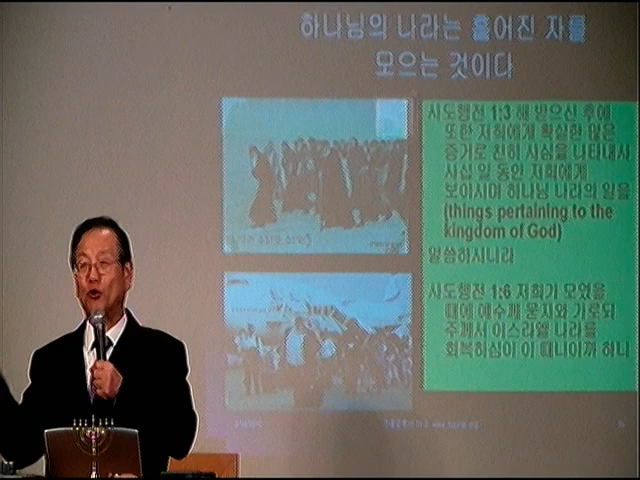 하나님의 나라는 흩어진 자를
모으는 것이다
사도행전 1:3 해 받으신 후에
또한 저희에게 확실한 많은
증거로 친히 사심을 나타내사
사십 일 동안 저희에게
보이시며 하나님 나라의 일을
(things pertaining to the
kingdom of God)
말씀하시니라
사도행전 1:6 저희가 모였을
때에 예수께 묻자와 가로되
주께서 이스라엘 나라를
회복하심이 이 때니이까 하니